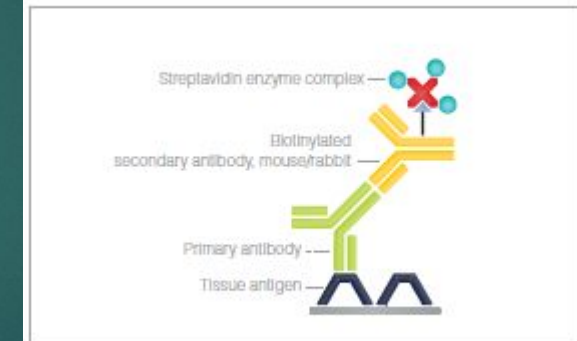 Streptavidin enzyme complex
Biotinylated
secondary antibody, mouse/rabbit
Primary antibody
Tissue antigen